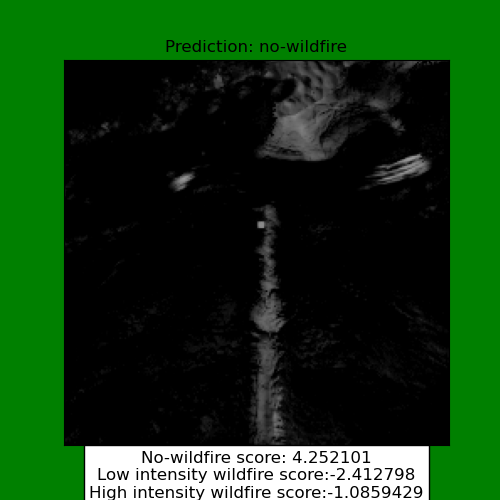 Prediction: no-wildfire
No-wildfire score: 4.252101
Low intensity wildfire score:-2.412798
High intensity wildfire score:-1.0859429